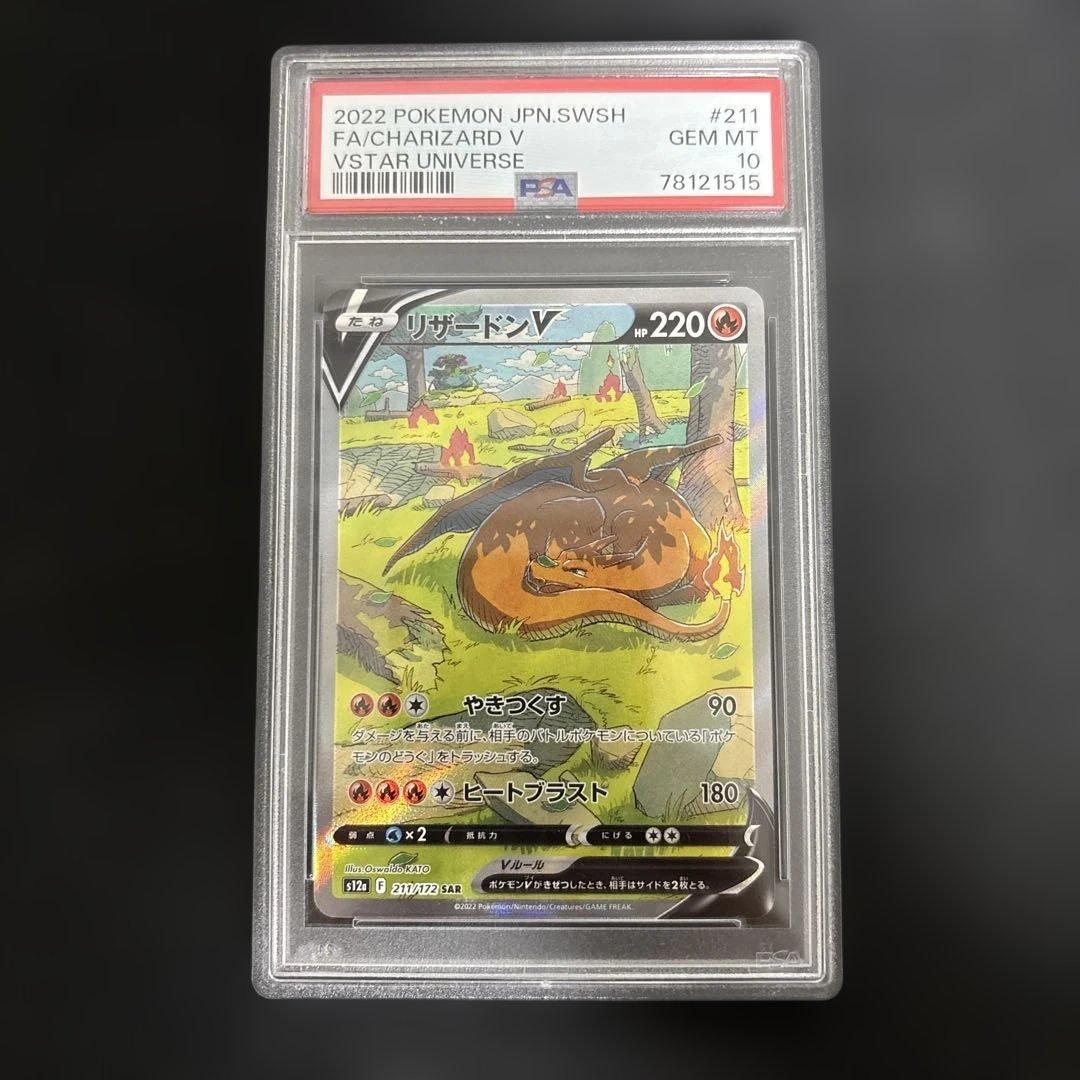 2022 POKEMON JPN.SWSH #211
FA/CHARIZARD V GEM MT
VSTAR UNIVERSE 10
PSA 78121515
たね リザードンV HP 220
やきつくす 90
ダメージを与える前に、相手のバトルポケモンについている「ポケ
モンのどうぐ」をトラッシュする。
ヒートブラスト 180
弱点 ×2 抵抗力 にげる
Illus. Oswaldo KATO
Vルール
s12a F 211/172 SAR
ポケモンVがきぜつしたとき、相手はサイドを2枚とる。
©2022 Pokémon/Nintendo/Creatures/GAME FREAK.
PSA